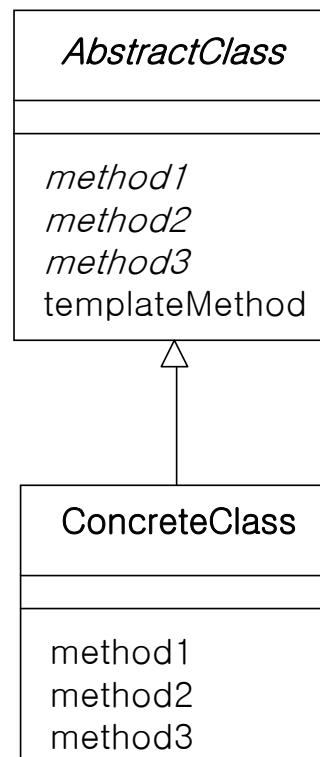 AbstractClass
method1
method2
method3
templateMethod
ConcreteClass
method1
method2
method3